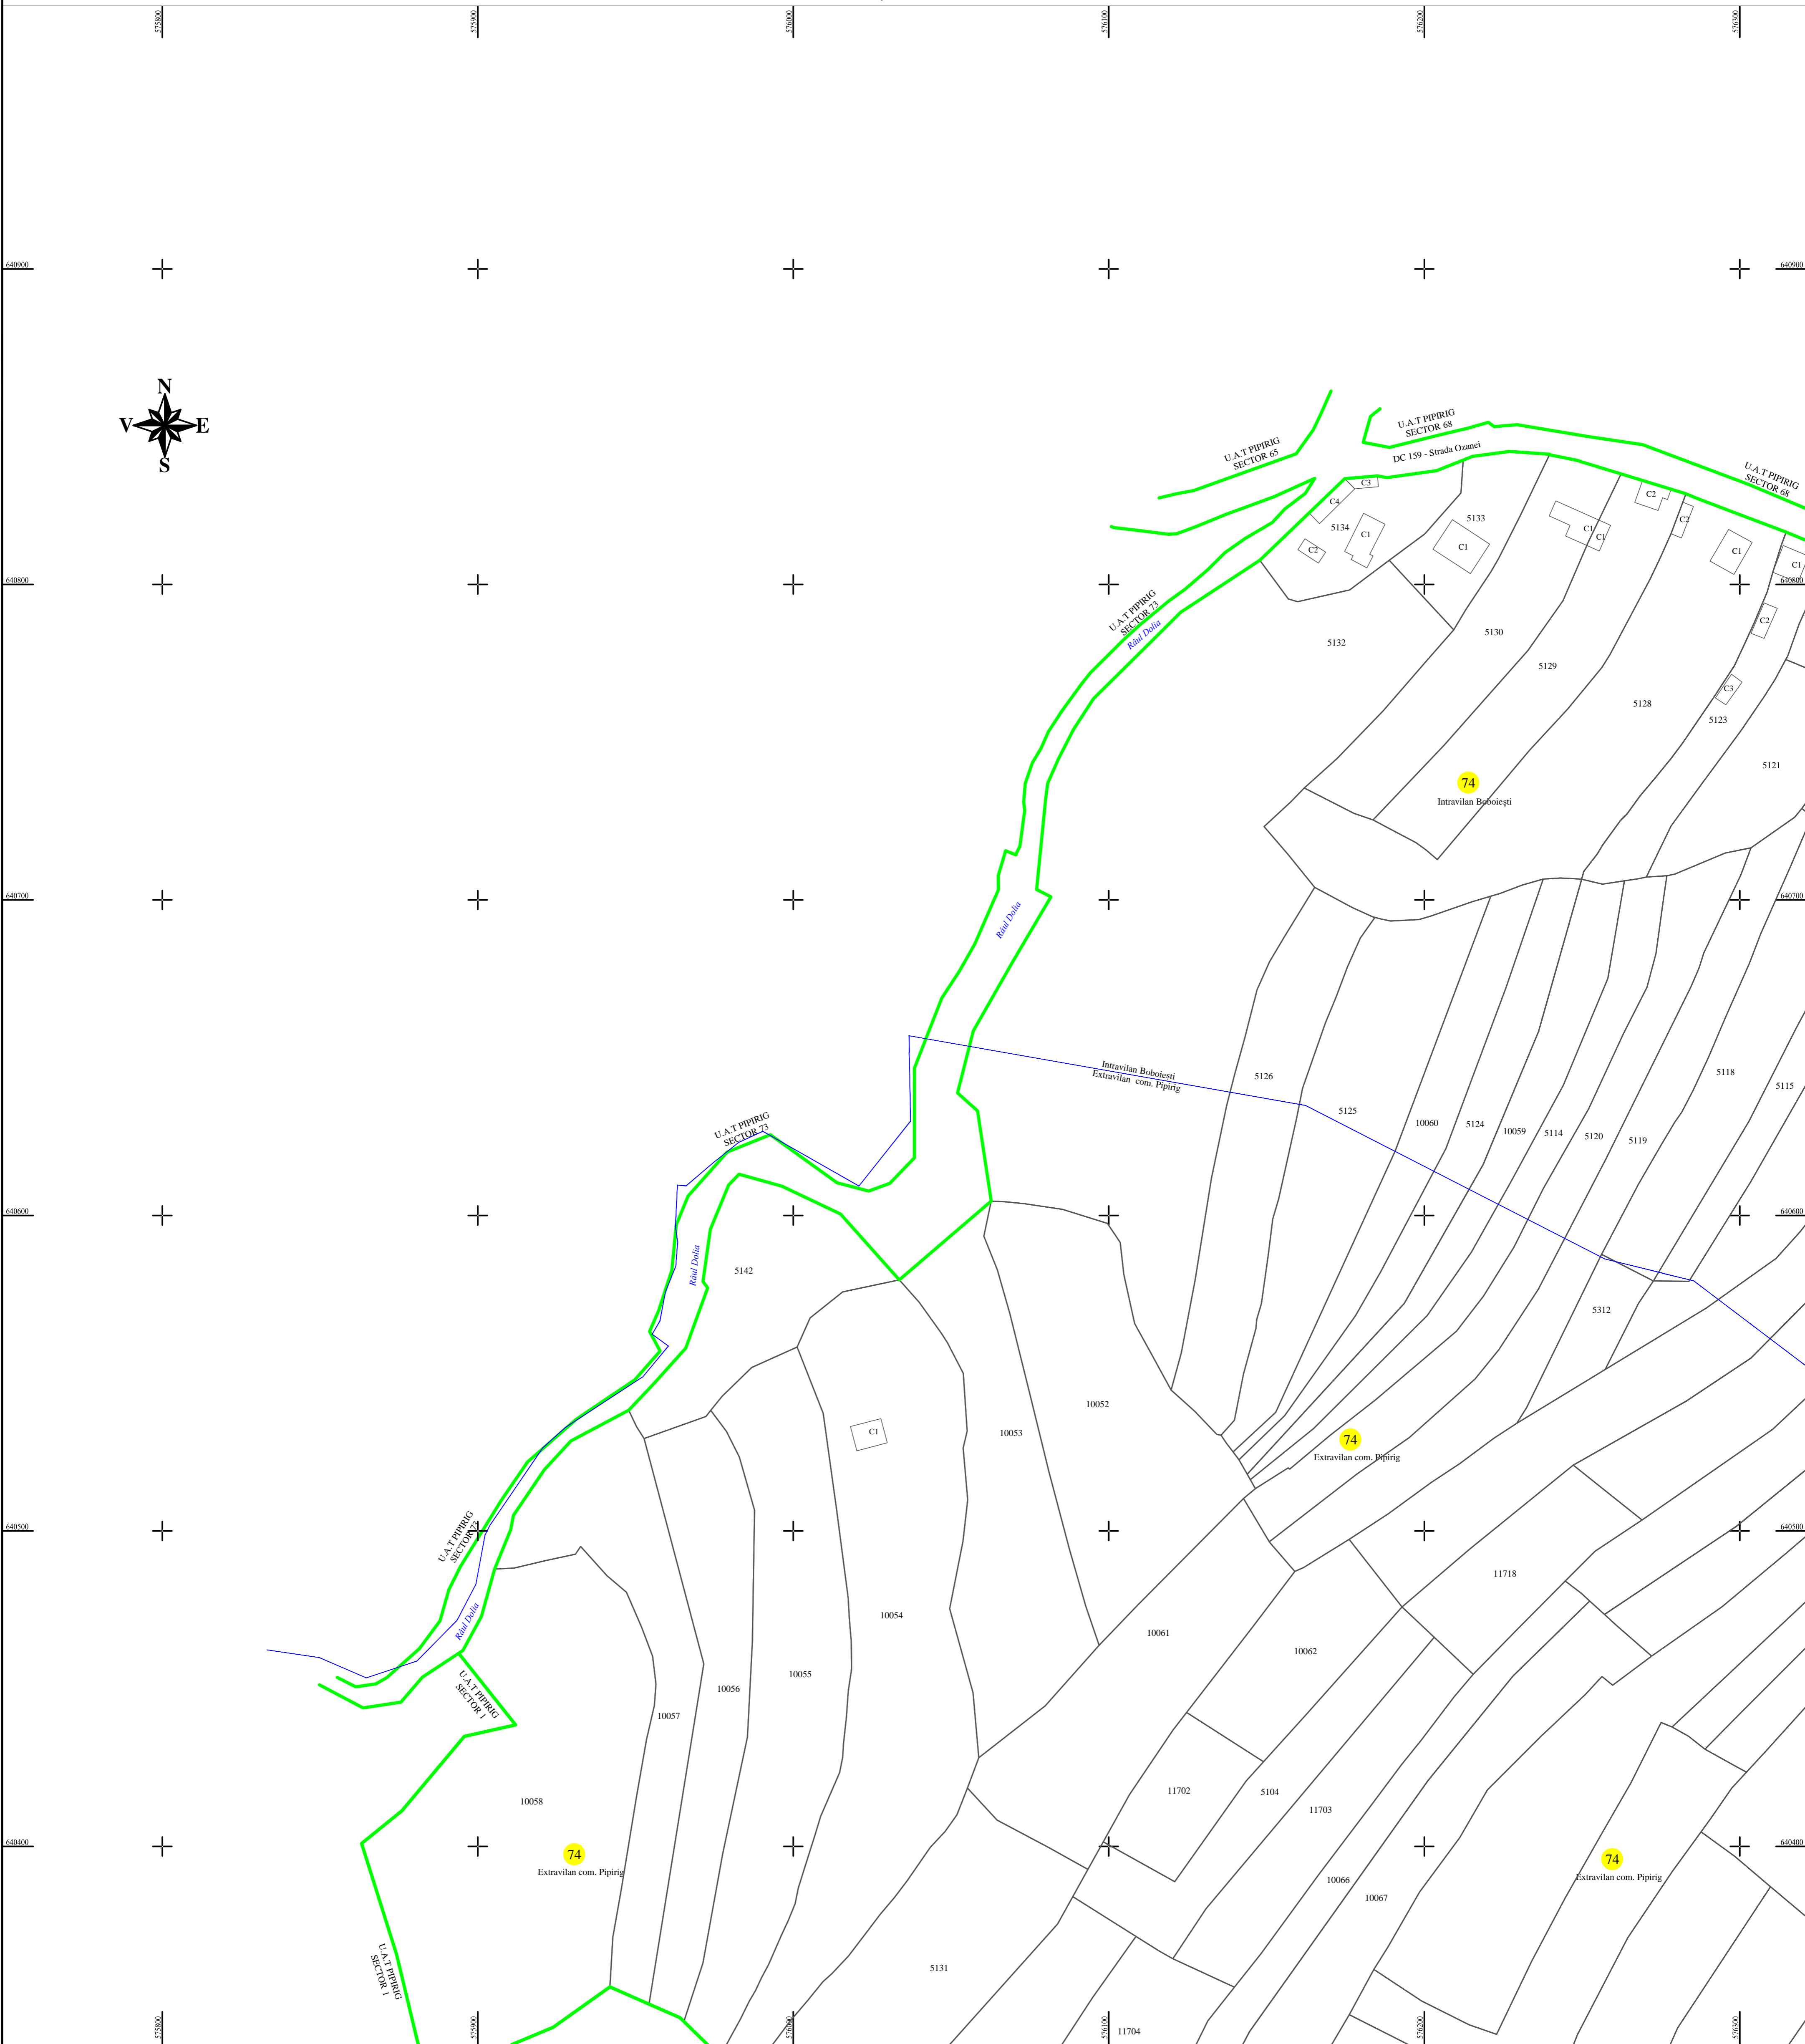 575800
575900
576000
576100
576200
576300
640900
640900
N
V E
S
U.A.T PIPIRIG
SECTOR 65
U.A.T PIPIRIG
SECTOR 68
DC 159 - Strada Ozanei
U.A.T PIPIRIG
SECTOR 68
C3
C4
5134
C1
C2
5133
C1
C1
C1
C2
C2
C1
C1
640800
640800
U.A.T PIPIRIG
SECTOR 73
Râul Dolia
5132
5130
5129
C2
C3
5128
5123
5121
74
Intravilan Boboiești
640700
640700
Râul Dolia
Intravilan Boboiești
Extravilan com. Pipirig
5126
5125
10060
5124
10059
5114
5120
5119
5118
5115
U.A.T PIPIRIG
SECTOR 73
640600
640600
Râul Dolia
5142
5312
C1
10053
10052
74
Extravilan com. Pipirig
640500
640500
U.A.T PIPIRIG
SECTOR 73
Râul Dolia
11718
10054
10061
10062
10055
10056
10057
U.A.T PIPIRIG
SECTOR 1
10058
11702
5104
11703
640400
640400
74
Extravilan com. Pipirig
74
Extravilan com. Pipirig
10066
10067
U.A.T PIPIRIG
SECTOR 1
5131
11704
575800
575900
576000
576100
576200
576300